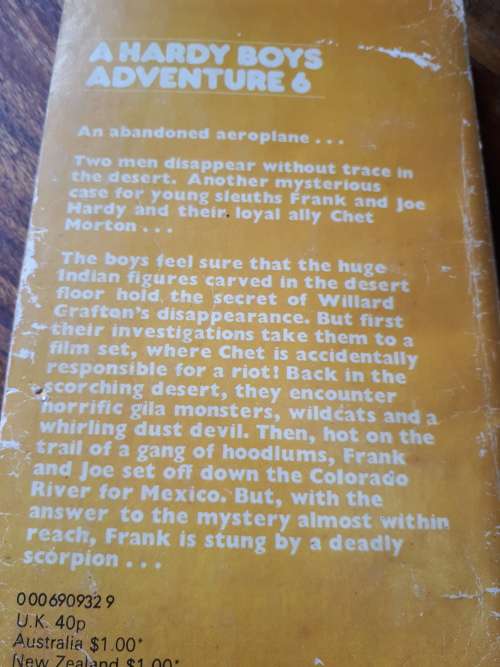 A HARDY BOYS
ADVENTURE 6
An abandoned aeroplane . . .
Two men disappear without trace in
the desert. Another mysterious
case for young sleuths Frank and Joe
Hardy and their loyal ally Chet
Morton . . .
The boys feel sure that the huge
Indian figures carved in the desert
floor hold the secret of Willard
Grafton's disappearance. But first
their investigations take them to a
film set, where Chet is accidentally
responsible for a riot! Back in the
scorching desert, they encounter
horrific gila monsters, wildcats and a
whirling dust devil. Then, hot on the
trail of a gang of hoodlums, Frank
and Joe set off down the Colorado
River for Mexico. But, with the
answer to the mystery almost within
reach, Frank is stung by a deadly
scorpion . . .
000690932 9
U.K. 40p
Australia $1.00*
New Zealand $1.00*